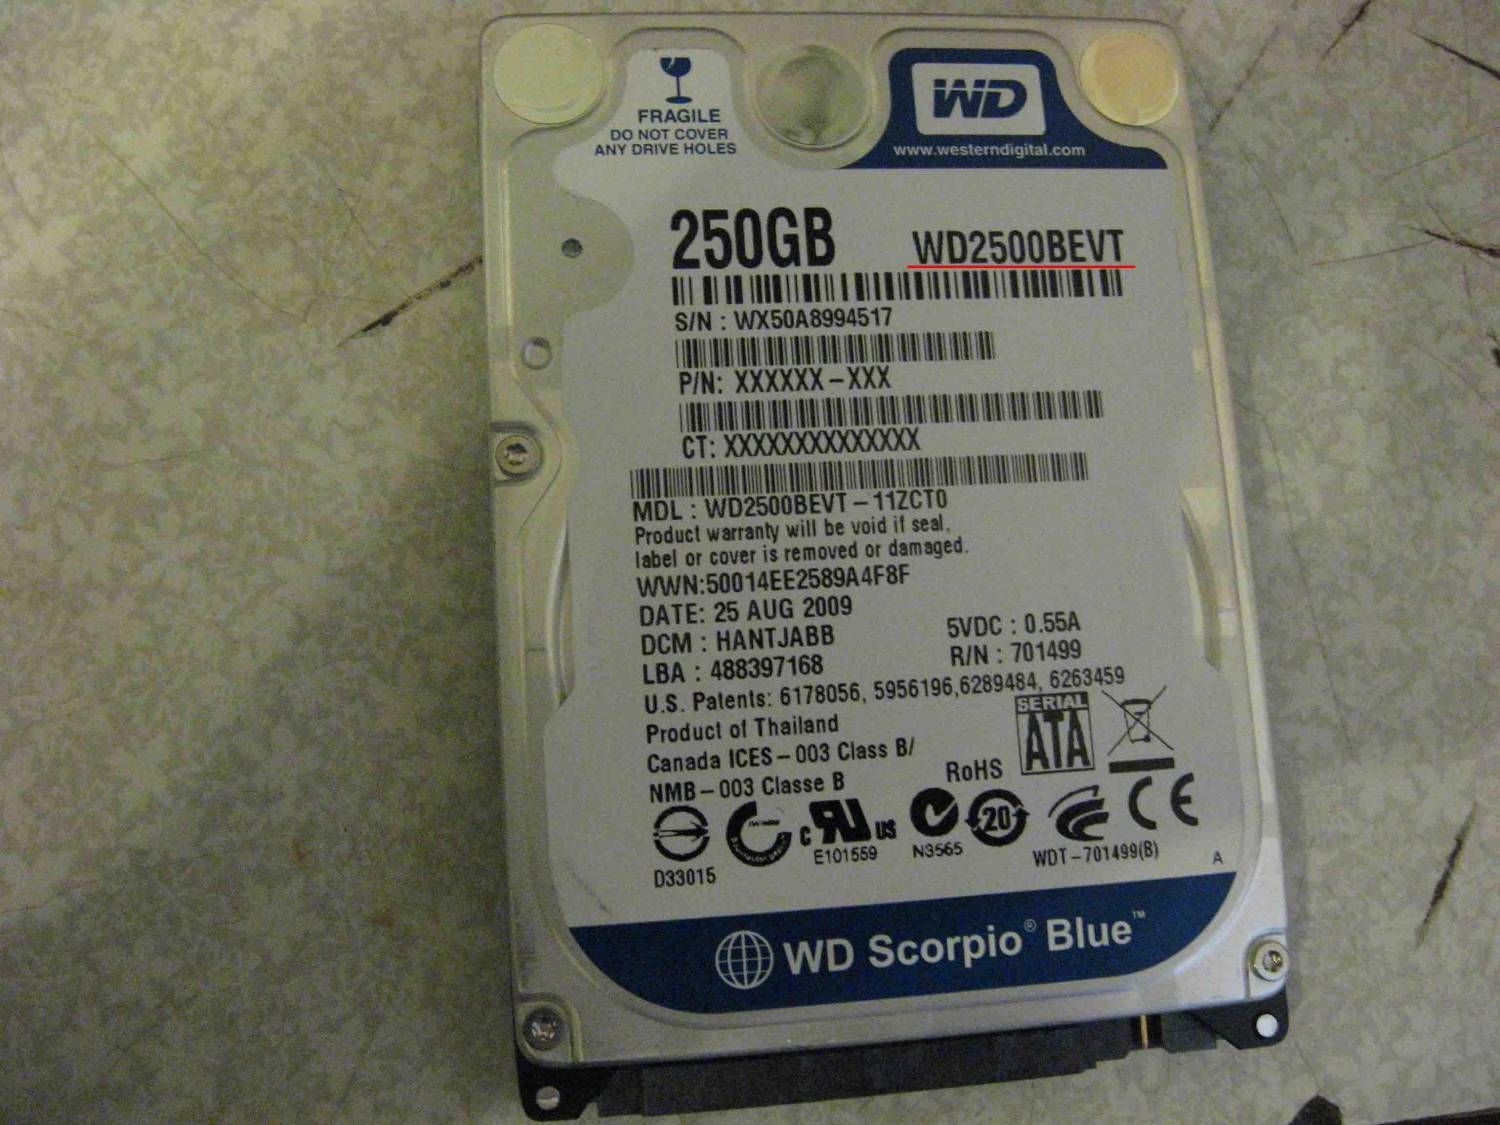 FRAGILE
DO NOT COVER
ANY DRIVE HOLES
WD
www.westerndigital.com
250GB WD2500BEVT
S/N : WX50A8994517
P/N: XXXXXX-XXX
CT: XXXXXXXXXXXXXX
MDL : WD2500BEVT - 11ZCT0
Product warranty will be void if seal,
label or cover is removed or damaged.
WWN:50014EE2589A4F8F
DATE: 25 AUG 2009
DCM : HANTJABB 5VDC : 0.55A
LBA : 488397168 R/N : 701499
U.S. Patents: 6178056, 5956196,6289484, 6263459
Product of Thailand
Canada ICES-003 Class B/
NMB-003 Classe B
RoHS
SERIAL
ATA
c RU US
20
CE
E101559
N3565
WDT-701499(B)
A
D33015
WD Scorpio® Blue™